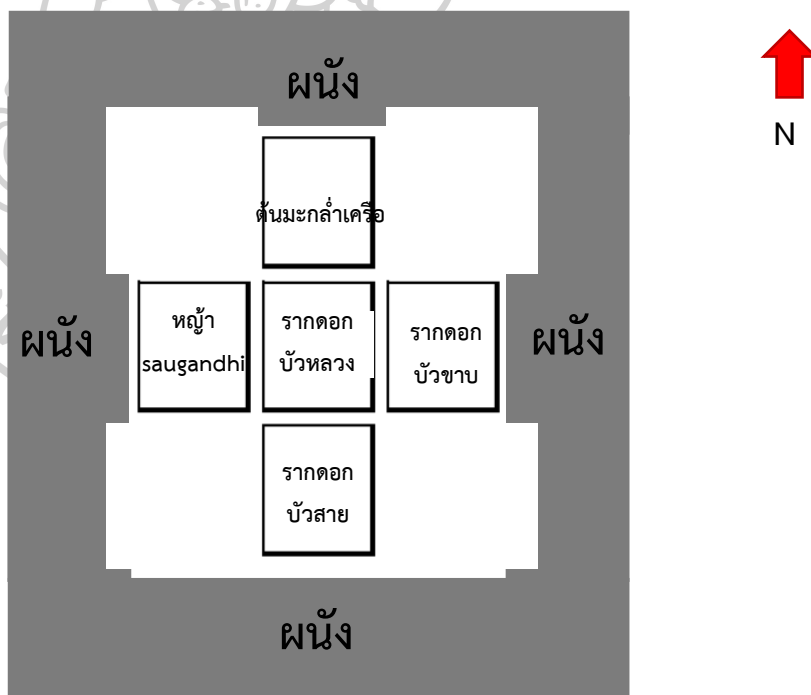 ผนัง
N
ต้นมะกล่ำเครือ
ผนัง
หญ้า
saugandhi
รากดอก
บัวหลวง
รากดอก
บัวขาบ
ผนัง
รากดอก
บัวสาย
ผนัง